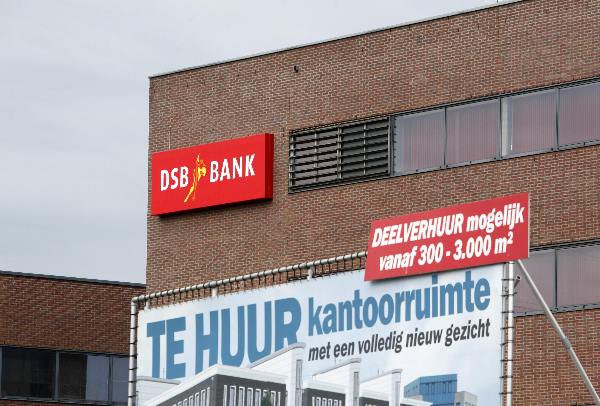 DSB BANK
DEELVERHUUR mogelijk
vanaf 300 - 3.000 m²
TE HUUR kantoorruimte
met een volledig nieuw gezicht